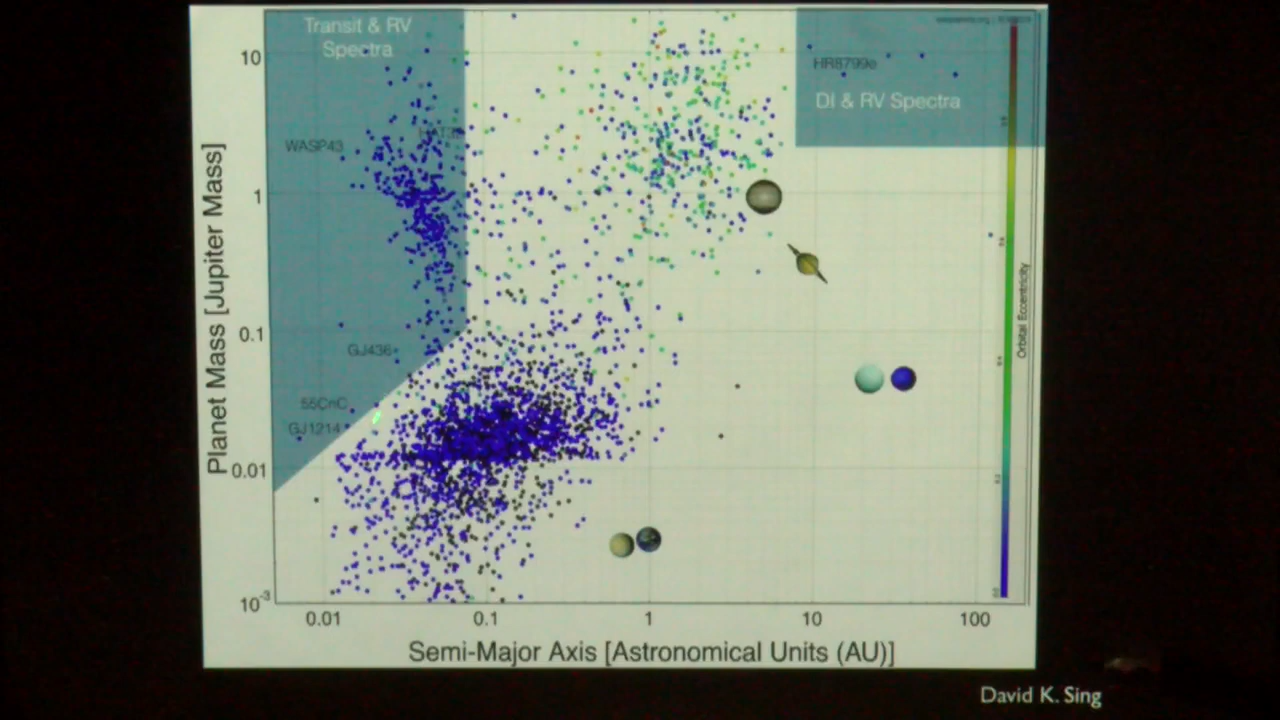 Transit & RV
Spectra
HR8799e
DI & RV Spectra
WASP43
GJ436
55CnC
GJ1214
10
1
0.1
0.01
10-3
0.01
0.1
1
10
100
Planet Mass [Jupiter Mass]
Semi-Major Axis [Astronomical Units (AU)]
Orbital Eccentricity
David K. Sing